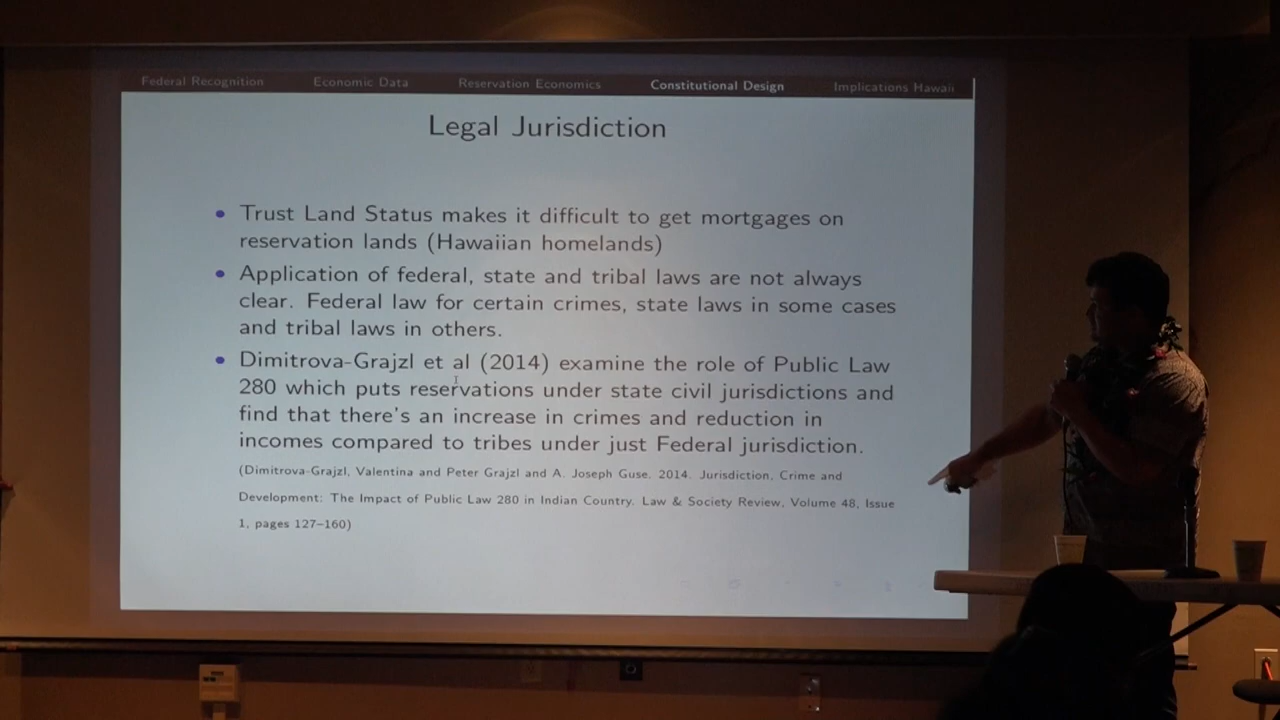 Federal Recognition Economic Data Reservation Economics Constitutional Design Implications Hawaii
Legal Jurisdiction
• Trust Land Status makes it difficult to get mortgages on
reservation lands (Hawaiian homelands)
• Application of federal, state and tribal laws are not always
clear. Federal law for certain crimes, state laws in some cases
and tribal laws in others.
• Dimitrova-Grajzl et al (2014) examine the role of Public Law
280 which puts reservations under state civil jurisdictions and
find that there's an increase in crimes and reduction in
incomes compared to tribes under just Federal jurisdiction.
(Dimitrova-Grajzl, Valentina and Peter Grajzl and A. Joseph Guse. 2014. Jurisdiction, Crime and
Development: The Impact of Public Law 280 in Indian Country. Law & Society Review, Volume 48, Issue
1, pages 127–160)